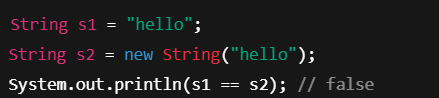 String s1 = "hello";
String s2 = new String("hello");
System.out.println(s1 == s2); // false